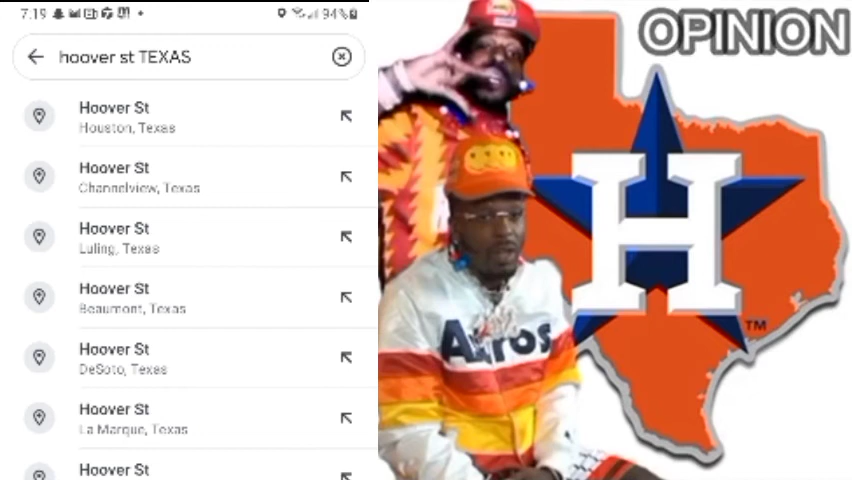 7:19
94%
hoover st TEXAS
Hoover St
Houston, Texas
Hoover St
Channelview, Texas
Hoover St
Luling, Texas
Hoover St
Beaumont, Texas
Hoover St
DeSoto, Texas
Hoover St
La Marque, Texas
Hoover St
OPINION
H
TM
Astros